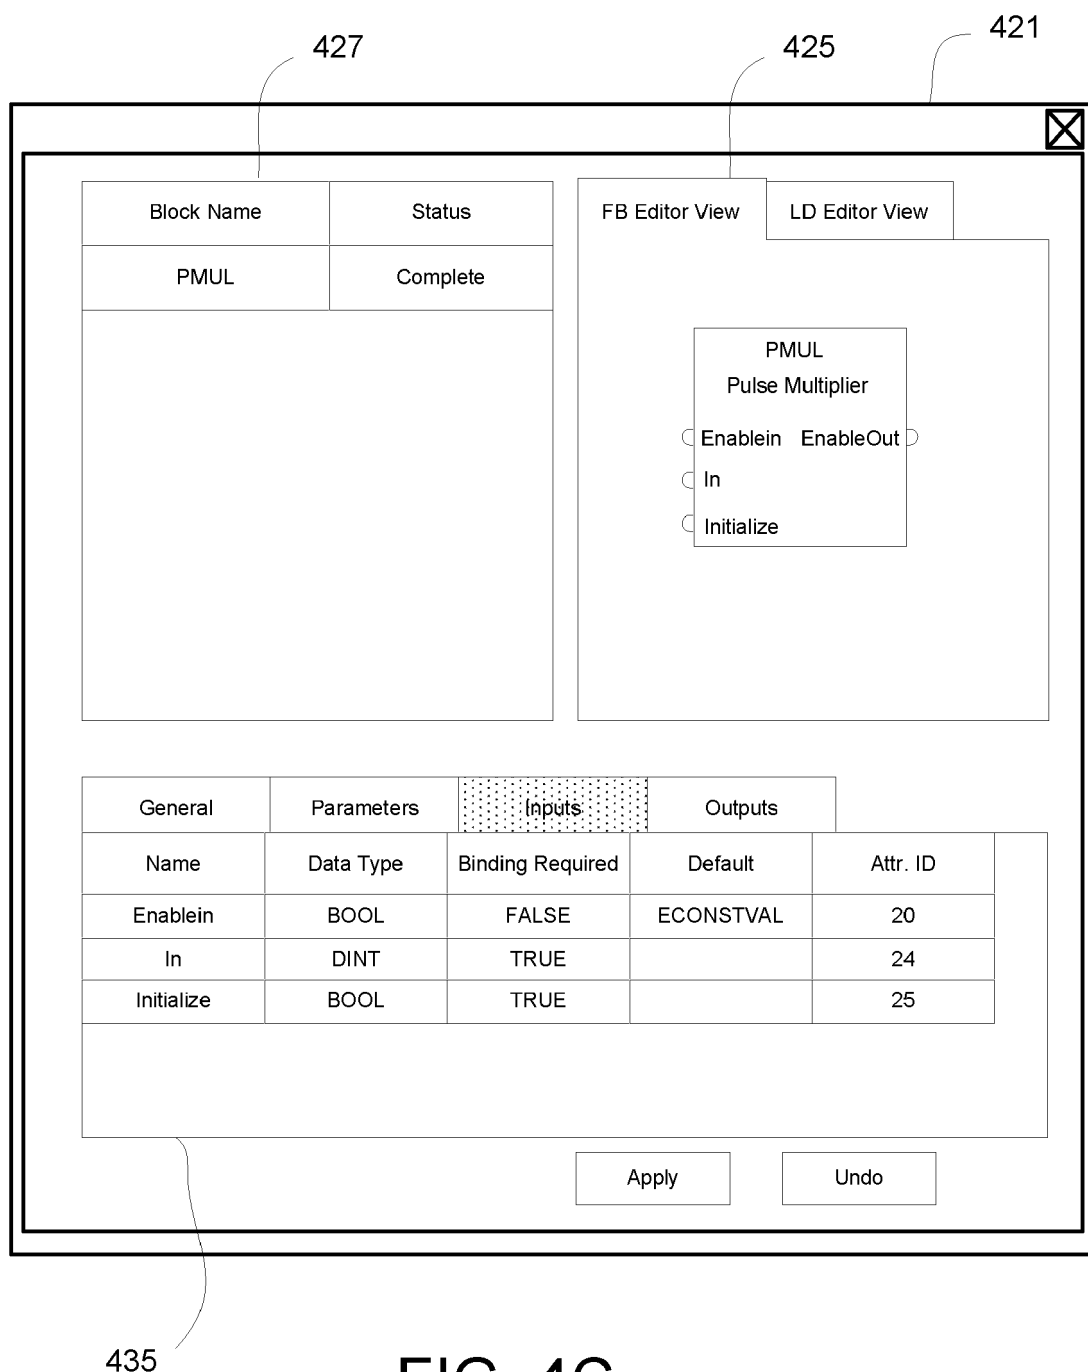 421
427
425
Block Name Status
PMUL Complete
FB Editor View LD Editor View
PMUL
Pulse Multiplier
Enablein EnableOut
In
Initialize
General Parameters Inputs Outputs
Name Data Type Binding Required Default Attr. ID
Enablein BOOL FALSE ECONSTVAL 20
In DINT TRUE 24
Initialize BOOL TRUE 25
Apply Undo
435